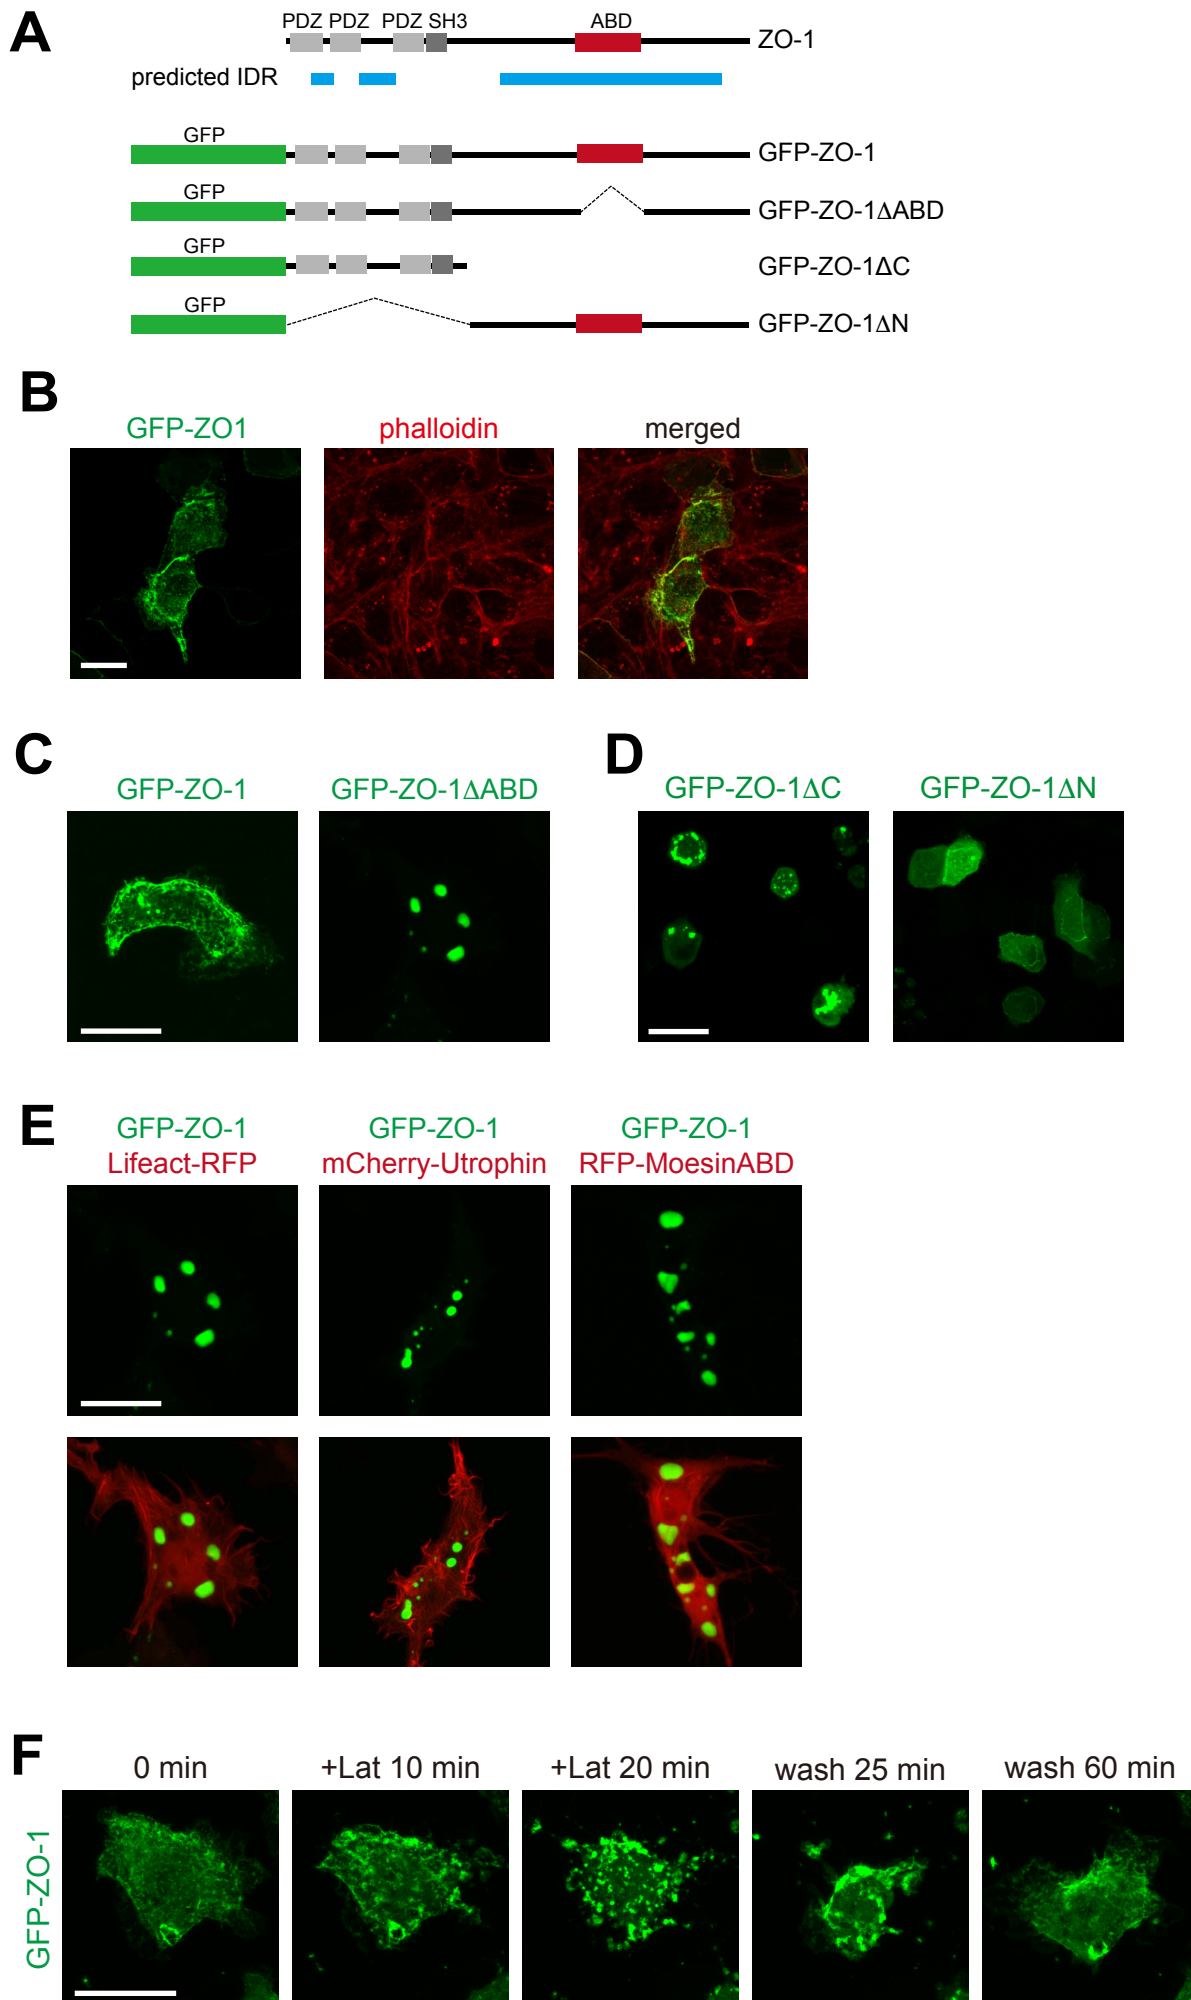 A
PDZ PDZ PDZ SH3 ABD
ZO-1
predicted IDR
GFP
GFP-ZO-1
GFP
GFP-ZO-1ΔABD
GFP
GFP-ZO-1ΔC
GFP
GFP-ZO-1ΔN
B
GFP-ZO1 phalloidin merged
C
GFP-ZO-1 GFP-ZO-1ΔABD
D
GFP-ZO-1ΔC GFP-ZO-1ΔN
E
GFP-ZO-1 GFP-ZO-1 GFP-ZO-1
Lifeact-RFP mCherry-Utrophin RFP-MoesinABD
F
0 min +Lat 10 min +Lat 20 min wash 25 min wash 60 min
GFP-ZO-1